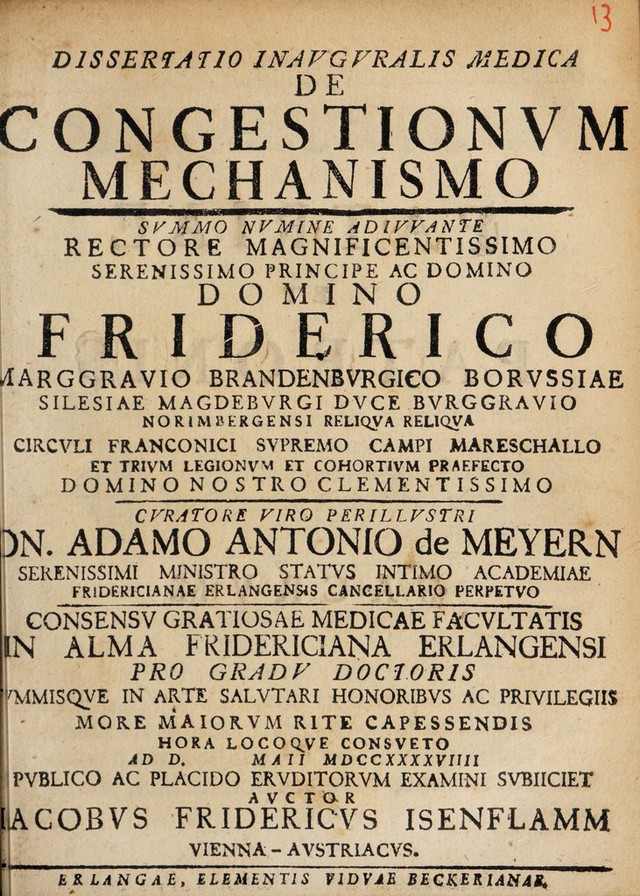 13
DISSERTATIO INAVGVRALIS MEDICA
DE
CONGESTIONVM
MECHANISMO
SVMMO NVMINE ADIVVANTE
RECTORE MAGNIFICENTISSIMO
SERENISSIMO PRINCIPE AC DOMINO
DOMINO
FRIDERICO
MARGGRAVIO BRANDENBVRGICO BORVSSIAE
SILESIAE MAGDEBVRGI DVCE BVRGGRAVIO
NORIMBERGENSI RELIQVA RELIQVA
CIRCVLI FRANCONICI SVPREMO CAMPI MARESCHALLO
ET TRIVM LEGIONVM ET COHORTIVM PRAEFECTO
DOMINO NOSTRO CLEMENTISSIMO
CVRATORE VIRO PERILLVSTRI
DN. ADAMO ANTONIO de MEYERN
SERENISSIMI MINISTRO STATVS INTIMO ACADEMIAE
FRIDERICIANAE ERLANGENSIS CANCELLARIO PERPETVO
CONSENSV GRATIOSAE MEDICAE FACVLTATIS
IN ALMA FRIDERICIANA ERLANGENSI
PRO GRADV DOCTORIS
VMMISQVE IN ARTE SALVTARI HONORIBVS AC PRIVILEGIIS
MORE MAIORVM RITE CAPESSENDIS
HORA LOCOQVE CONSVETO
AD D. MAII MDCCXXXXVIIII
PVBLICO AC PLACIDO ERVDITORVM EXAMINI SVBIICIET
AVCTOR
IACOBVS FRIDERICVS ISENFLAMM
VIENNA - AVSTRIACVS.
ERLANGAE, ELEMENTIS VIDVAE BECKERIANAE.